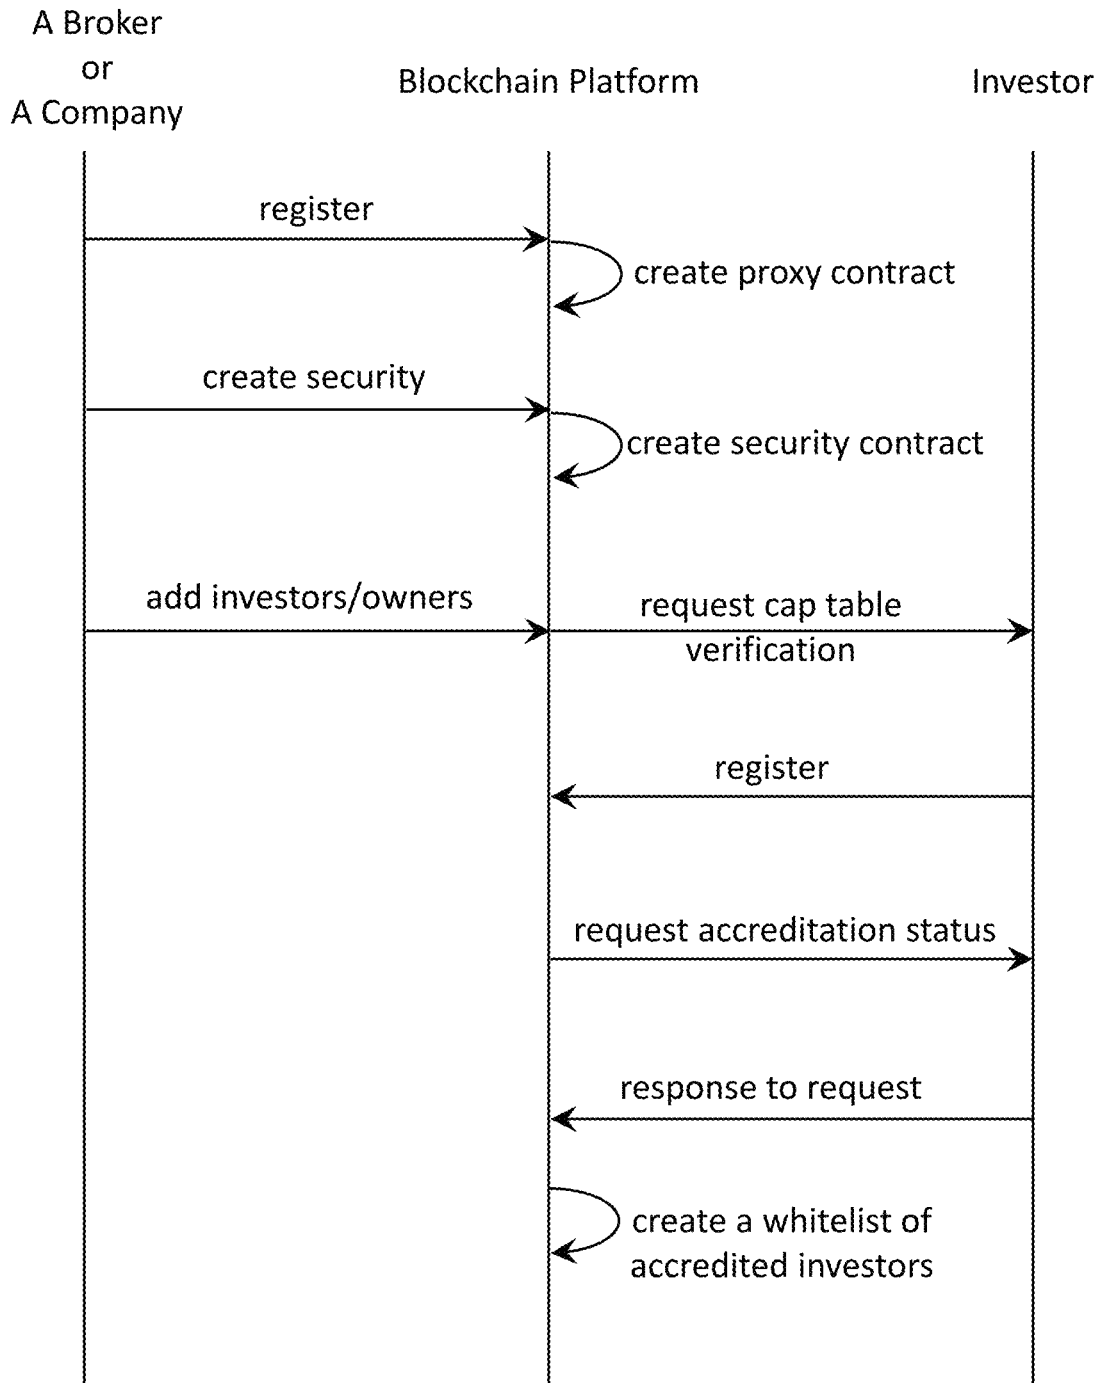 A Broker
or
A Company
Blockchain Platform
Investor
register
create proxy contract
create security
create security contract
add investors/owners
request cap table
verification
register
request accreditation status
response to request
create a whitelist of
accredited investors